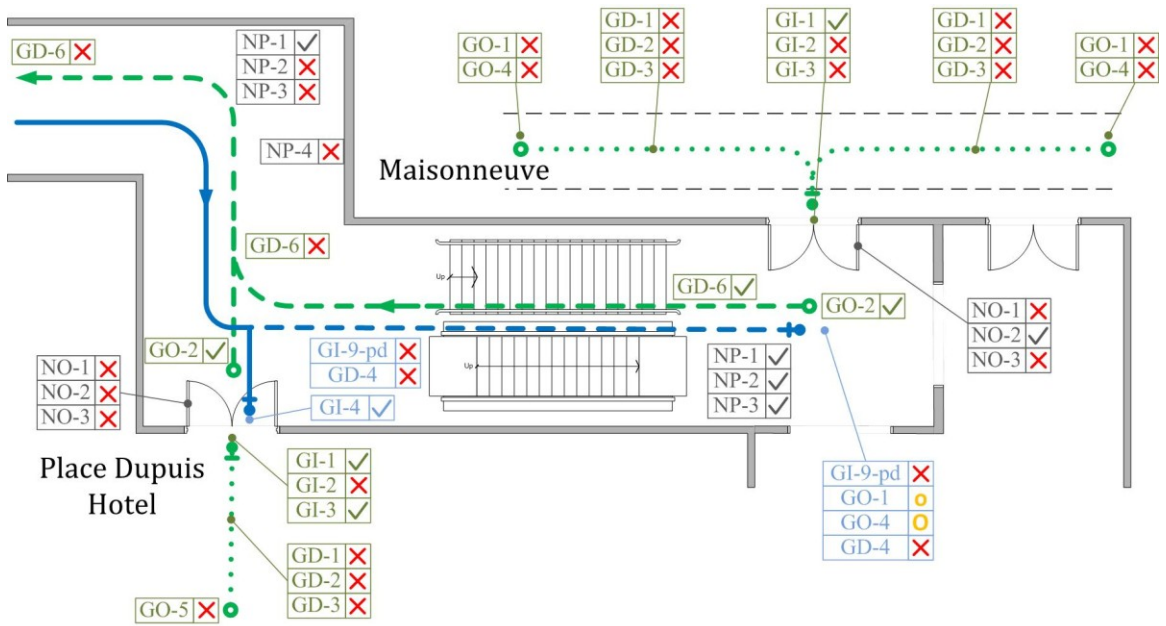 GD-6
NP-1
NP-2
NP-3
GO-1
GO-4
GD-1
GD-2
GD-3
GI-1
GI-2
GI-3
GD-1
GD-2
GD-3
GO-1
GO-4
NP-4
Maisonneuve
GD-6
Up
GD-6
GO-2
NO-1
NO-2
NO-3
GO-2
GI-9-pd
GD-4
GI-4
Up
NP-1
NP-2
NP-3
NO-1
NO-2
NO-3
Place Dupuis
Hotel
GI-1
GI-2
GI-3
GI-9-pd
GO-1 o
GO-4 O
GD-4
GD-1
GD-2
GD-3
GO-5